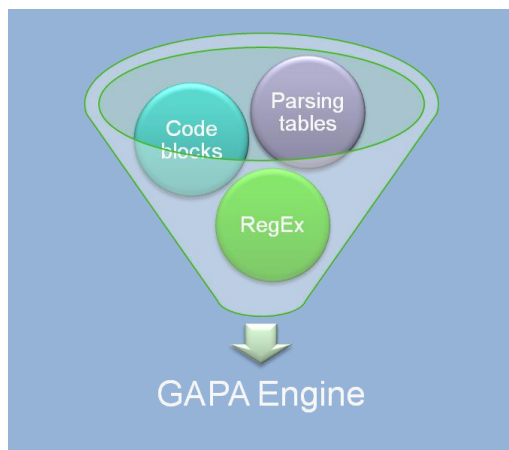 Parsing
tables
Code
blocks
RegEx
GAPA Engine